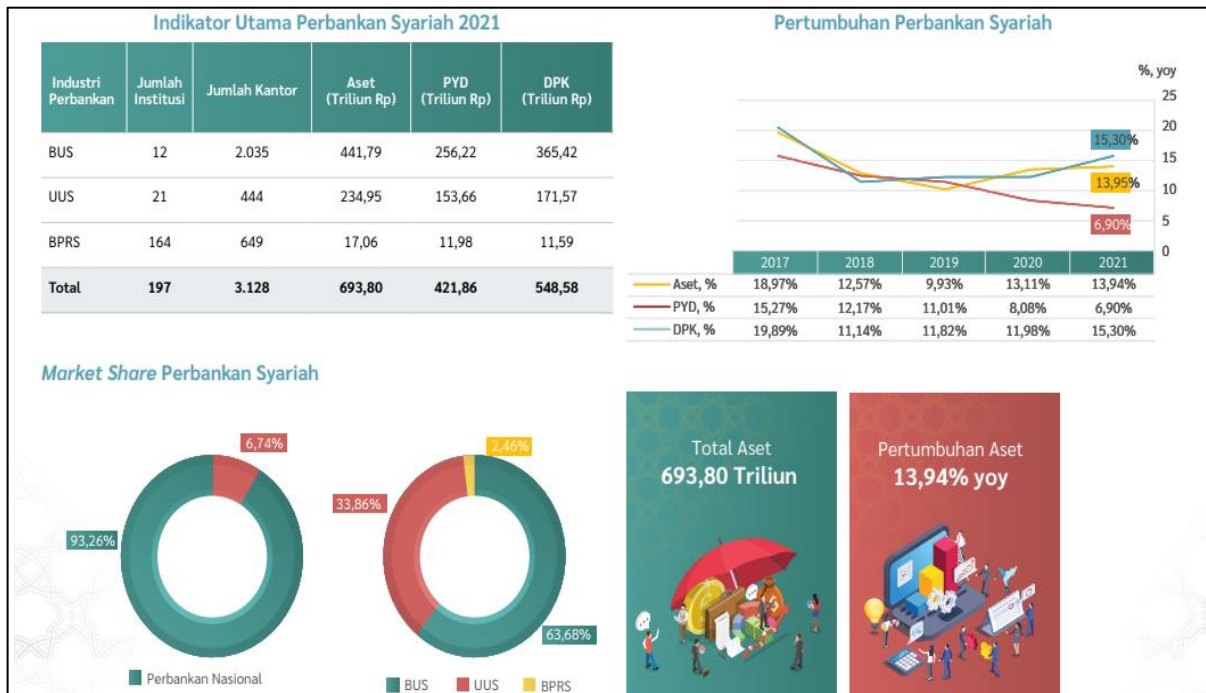 Indikator Utama Perbankan Syariah 2021
Industri Perbankan Jumlah Institusi Jumlah Kantor Aset (Triliun Rp) PYD (Triliun Rp) DPK (Triliun Rp)
BUS 12 2.035 441,79 256,22 365,42
UUS 21 444 234,95 153,66 171,57
BPRS 164 649 17,06 11,98 11,59
Total 197 3.128 693,80 421,86 548,58
Pertumbuhan Perbankan Syariah
%, yoy
25
20
15
10
5
0
15,30%
13,95%
6,90%
2017 2018 2019 2020 2021
Aset, % 18,97% 12,57% 9,93% 13,11% 13,94%
PYD, % 15,27% 12,17% 11,01% 8,08% 6,90%
DPK, % 19,89% 11,14% 11,82% 11,98% 15,30%
Market Share Perbankan Syariah
6,74%
93,26%
Perbankan Nasional
2,46%
33,86%
63,68%
BUS UUS BPRS
Total Aset
693,80 Triliun
Pertumbuhan Aset
13,94% yoy